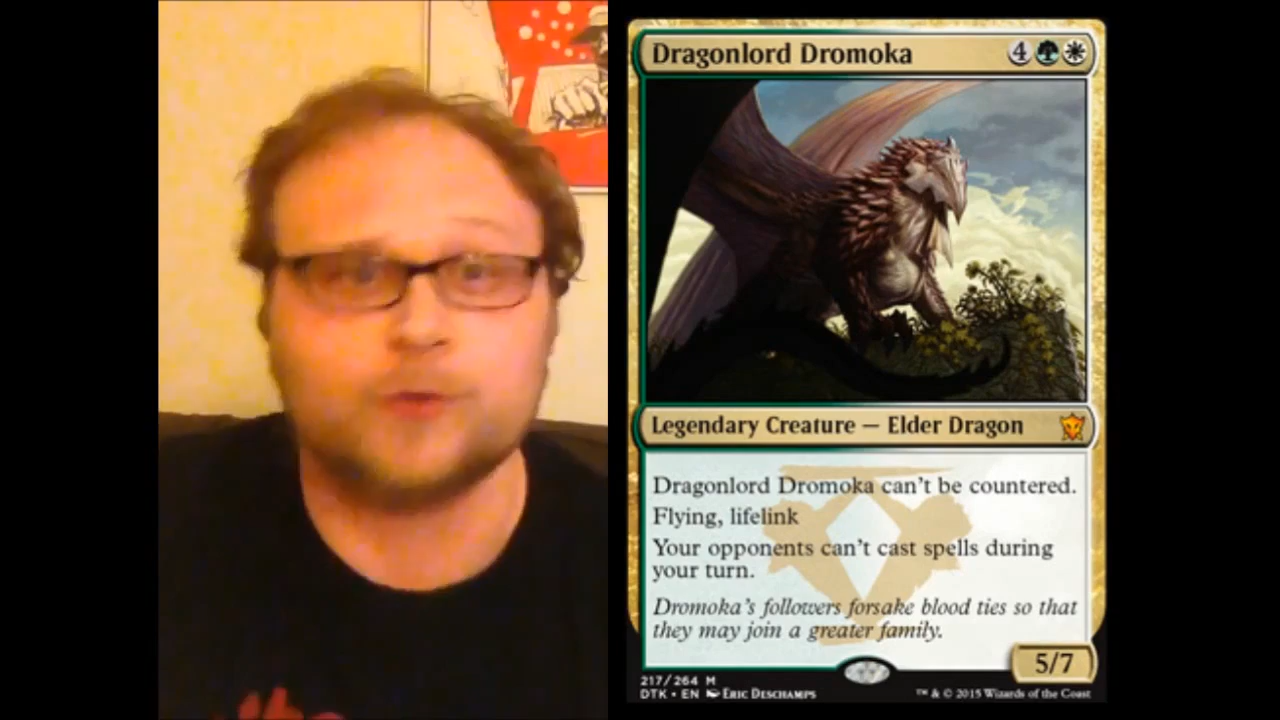 Dragonlord Dromoka 4
Legendary Creature — Elder Dragon
Dragonlord Dromoka can't be countered.
Flying, lifelink
Your opponents can't cast spells during
your turn.
Dromoka's followers forsake blood ties so that
they may join a greater family.
5/7
217/264 M
DTK • EN Eric Deschamps
™ & © 2015 Wizards of the Coast